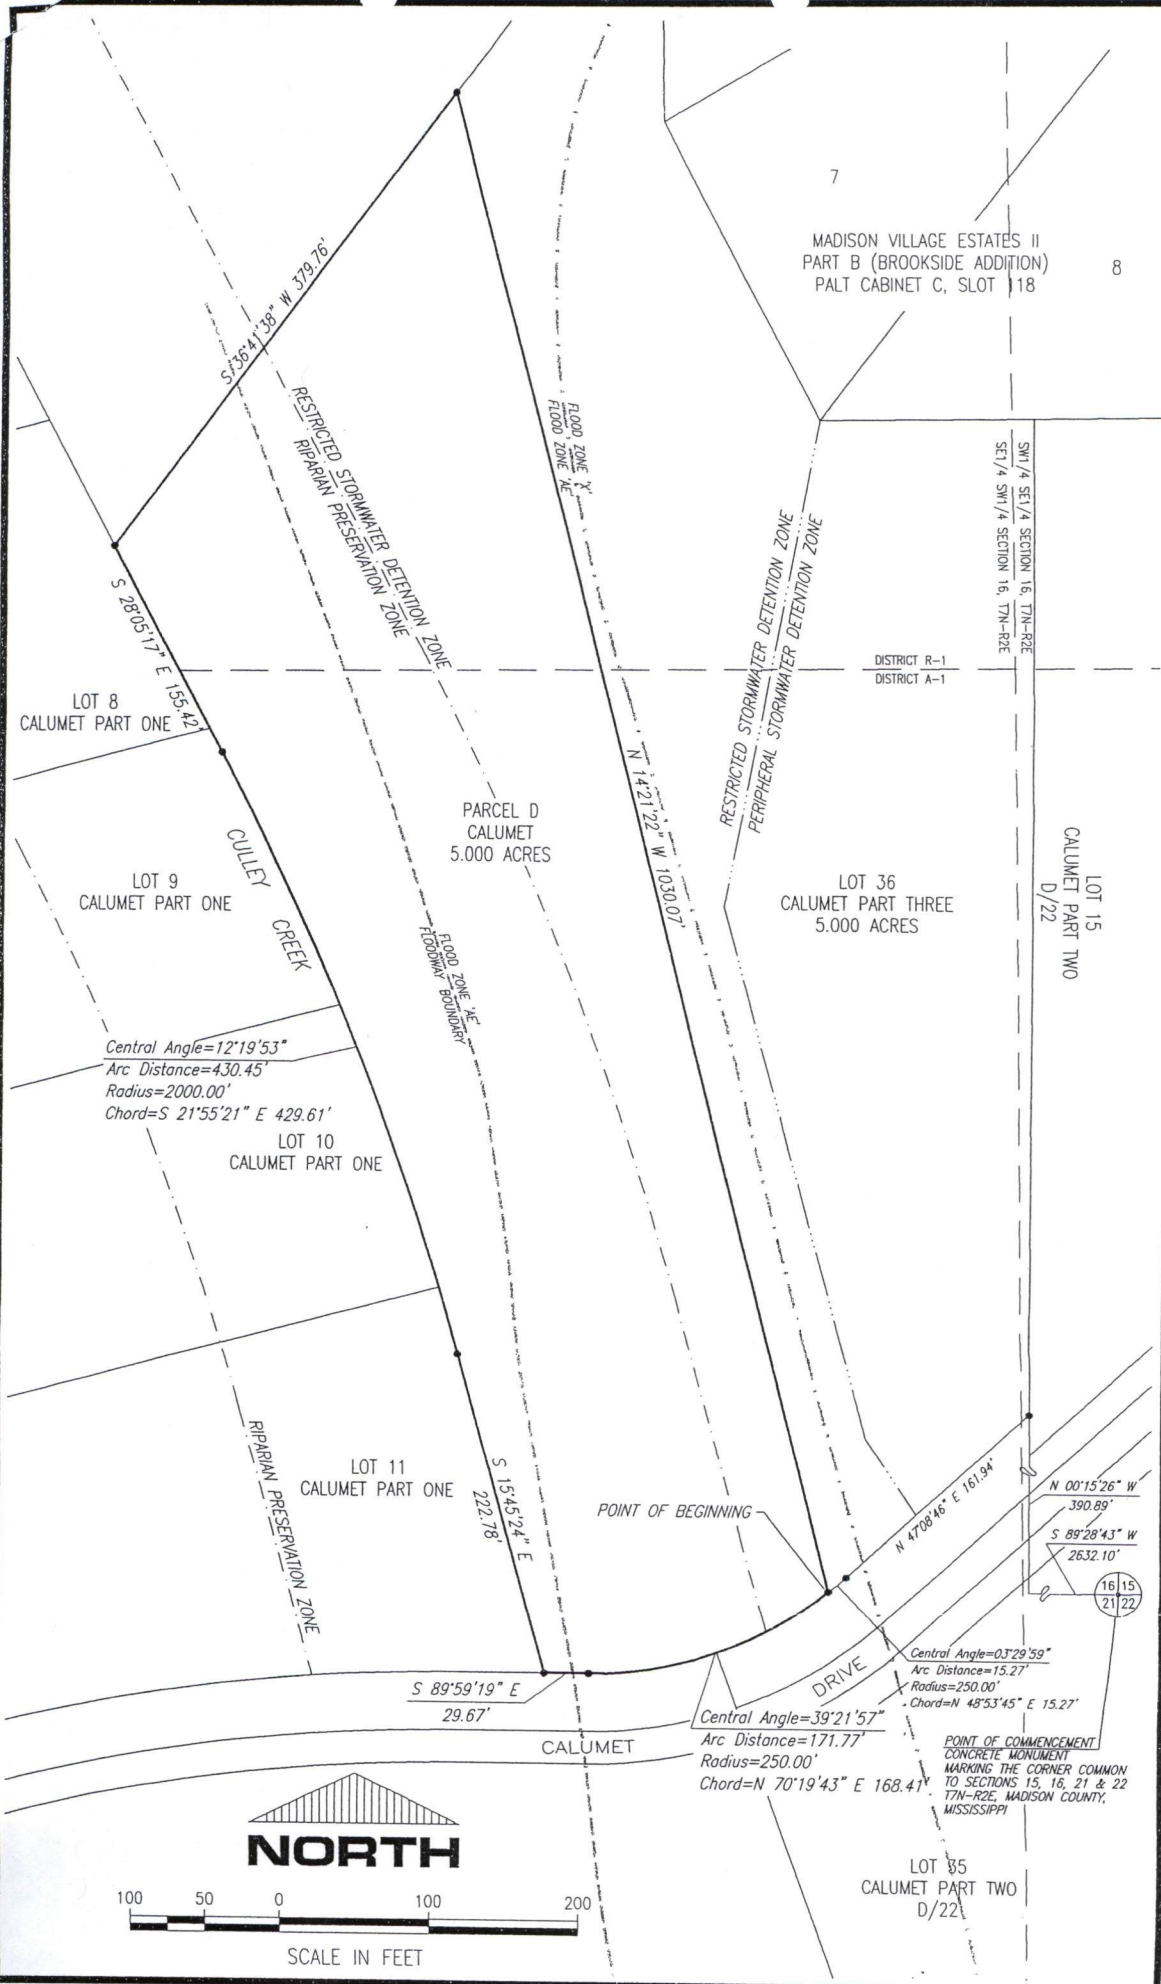 7
MADISON VILLAGE ESTATES II
PART B (BROOKSIDE ADDITION)
PALT CABINET C, SLOT 118
8
S 36°41'38" W 379.76'
RESTRICTED STORMWATER DETENTION ZONE
RIPARIAN PRESERVATION ZONE
FLOOD ZONE 'X'
FLOOD ZONE 'AE'
SW1/4 SE1/4 SECTION 16, T7N-R2E
SE1/4 SW1/4 SECTION 16, T7N-R2E
RESTRICTED STORMWATER DETENTION ZONE
PERIPHERAL STORMWATER DETENTION ZONE
S 28°05'17" E 155.42'
DISTRICT R-1
DISTRICT A-1
LOT 8
CALUMET PART ONE
N 14°21'22" W 1030.07'
PARCEL D
CALUMET
5.000 ACRES
CULLEY CREEK
LOT 9
CALUMET PART ONE
LOT 36
CALUMET PART THREE
5.000 ACRES
LOT 15
CALUMET PART TWO
D/22
FLOOD ZONE 'AE'
FLOODWAY BOUNDARY
Central Angle=12°19'53"
Arc Distance=430.45'
Radius=2000.00'
Chord=S 21°55'21" E 429.61'
LOT 10
CALUMET PART ONE
RIPARIAN PRESERVATION ZONE
LOT 11
CALUMET PART ONE
S 15°45'24" E
222.78'
POINT OF BEGINNING
N 47°08'46" E 161.94'
N 00°15'26" W
390.89'
S 89°28'43" W
2632.10'
16 15
21 22
Central Angle=03°29'59"
Arc Distance=15.27'
Radius=250.00'
Chord=N 48°53'45" E 15.27'
S 89°59'19" E
29.67'
CALUMET DRIVE
Central Angle=39°21'57"
Arc Distance=171.77'
Radius=250.00'
Chord=N 70°19'43" E 168.41'
POINT OF COMMENCEMENT
CONCRETE MONUMENT
MARKING THE CORNER COMMON
TO SECTIONS 15, 16, 21 & 22
T7N-R2E, MADISON COUNTY,
MISSISSIPPI
NORTH
LOT 35
CALUMET PART TWO
D/22
100 50 0 100 200
SCALE IN FEET